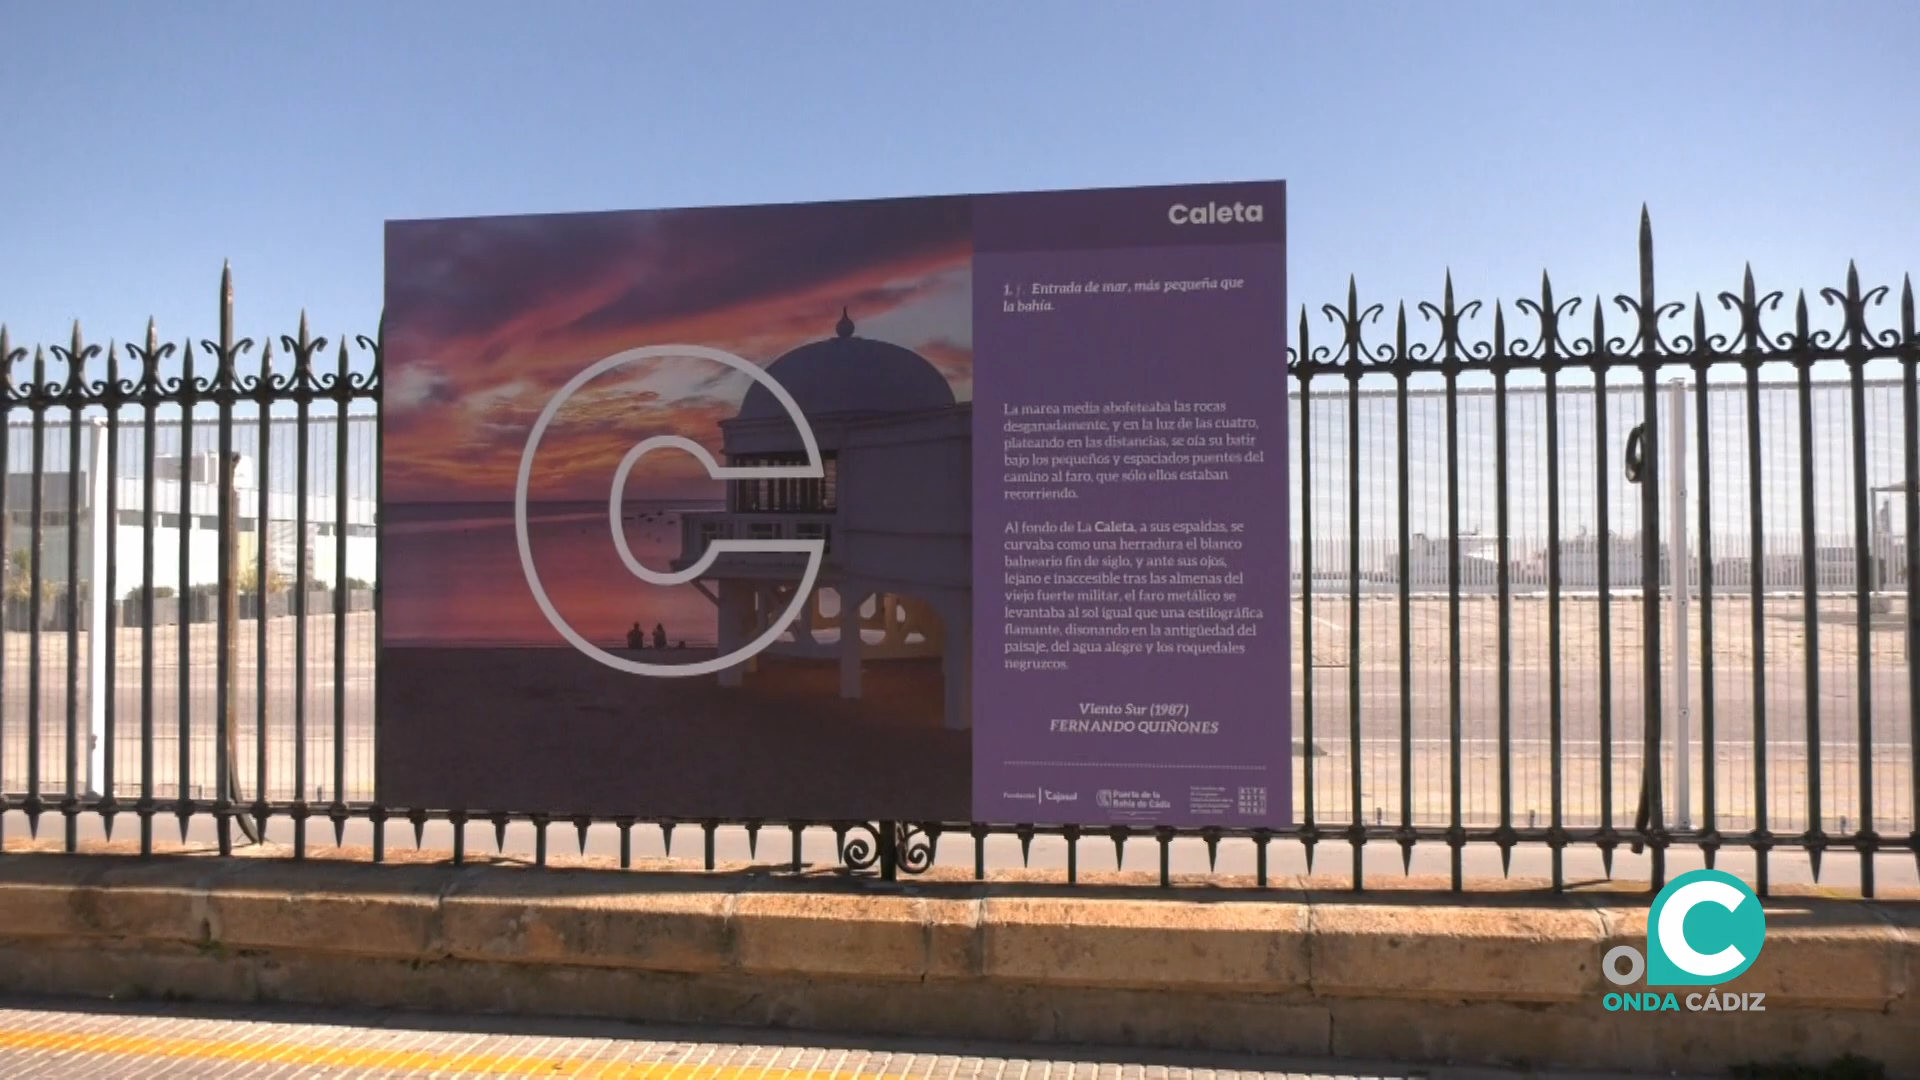 Caleta
1. f. Entrada de mar, más pequeña que
la bahía.
La marea media abofeteaba las rocas
desganadamente, y en la luz de las cuatro,
plateando en las distancias, se oía su batir
bajo los pequeños y espaciados puentes del
camino al faro, que sólo ellos estaban
recorriendo.
Al fondo de La Caleta, a sus espaldas, se
curvaba como una herradura el blanco
balneario fin de siglo, y ante sus ojos,
lejano e inaccesible tras las almenas del
viejo fuerte militar, el faro metálico se
levantaba al sol igual que una estilográfica
flamante, disonando en la antigüedad del
paisaje, del agua alegre y los roquedales
negruzcos.
Viento Sur (1987)
FERNANDO QUIÑONES
Fundación Cajasol
Puerto de la
Bahía de Cádiz
C
O C
ONDA CÁDIZ